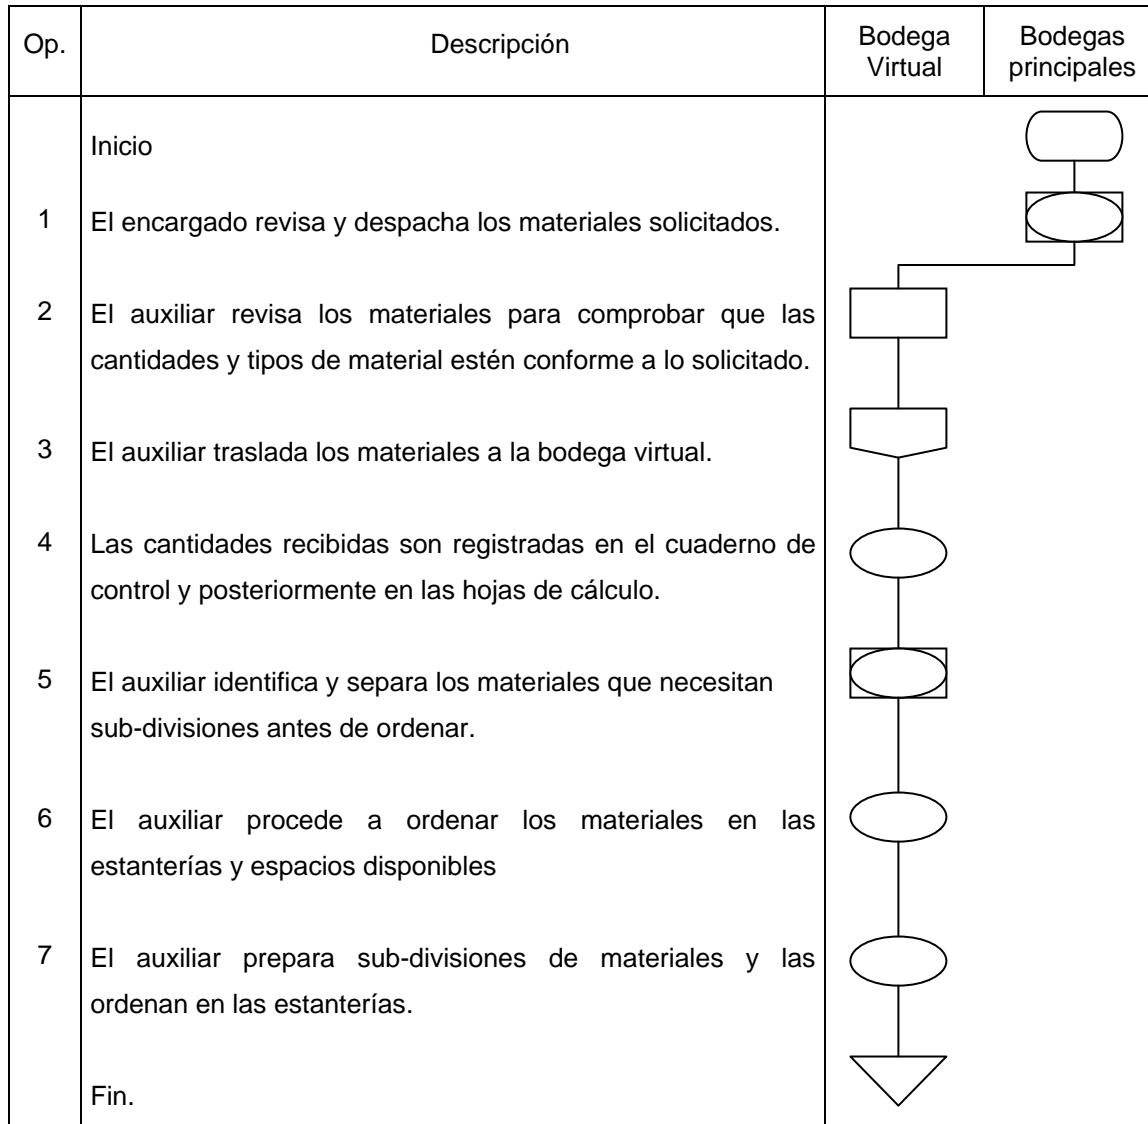 Op.
Descripción
Bodega
Virtual
Bodegas
principales
Inicio
1
El encargado revisa y despacha los materiales solicitados.
2
El auxiliar revisa los materiales para comprobar que las
cantidades y tipos de material estén conforme a lo solicitado.
3
El auxiliar traslada los materiales a la bodega virtual.
4
Las cantidades recibidas son registradas en el cuaderno de
control y posteriormente en las hojas de cálculo.
5
El auxiliar identifica y separa los materiales que necesitan
sub-divisiones antes de ordenar.
6
El auxiliar procede a ordenar los materiales en las
estanterías y espacios disponibles
7
El auxiliar prepara sub-divisiones de materiales y las
ordenan en las estanterías.
Fin.